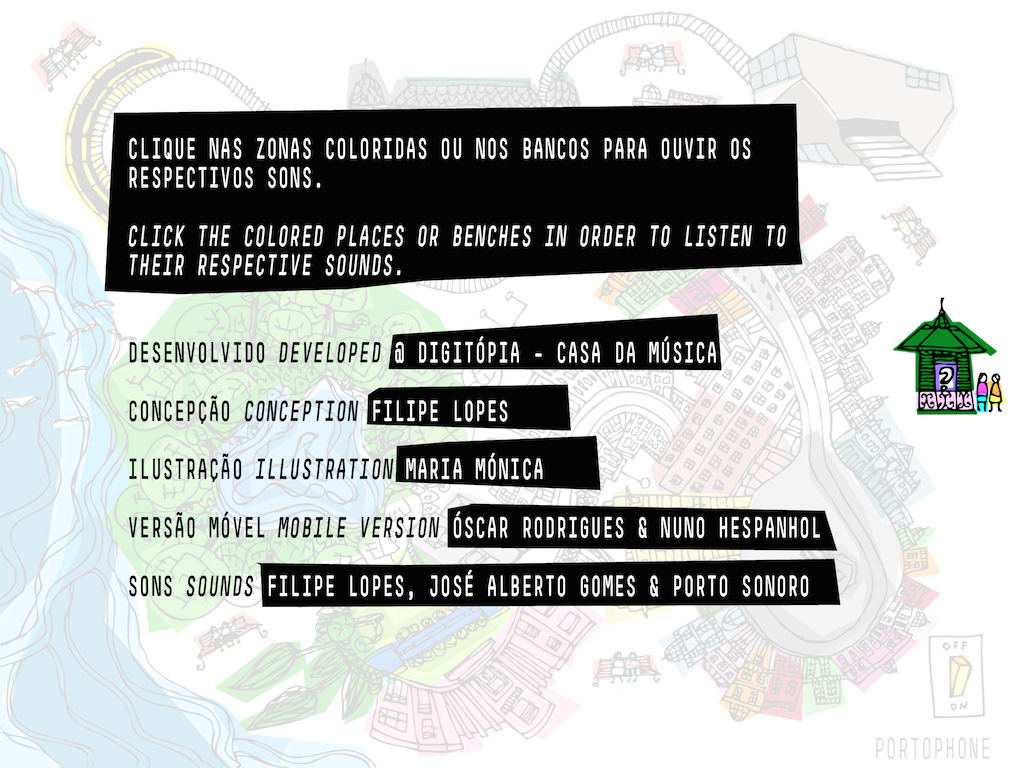 CLIQUE NAS ZONAS COLORIDAS OU NOS BANCOS PARA OUVIR OS
RESPECTIVOS SONS.
CLICK THE COLORED PLACES OR BENCHES IN ORDER TO LISTEN TO
THEIR RESPECTIVE SOUNDS.
DESENVOLVIDO DEVELOPED @ DIGITÓPIA - CASA DA MÚSICA
CONCEPÇÃO CONCEPTION FILIPE LOPES
ILUSTRAÇÃO ILLUSTRATION MARIA MÓNICA
VERSÃO MÓVEL MOBILE VERSION ÓSCAR RODRIGUES & NUNO HESPANHOL
SONS SOUNDS FILIPE LOPES, JOSÉ ALBERTO GOMES & PORTO SONORO
?
OFF
ON
PORTOPHONE